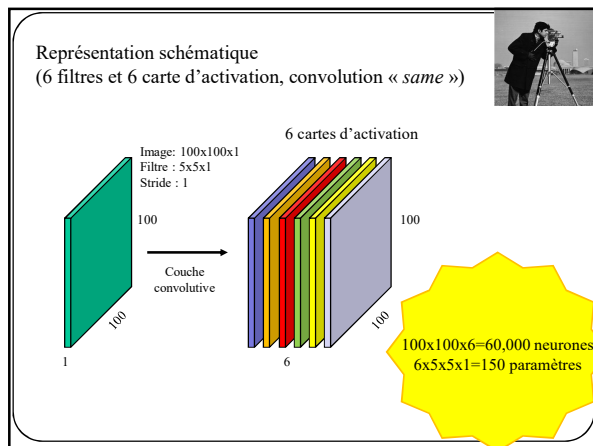 Représentation schématique
(6 filtres et 6 carte d'activation, convolution « same »)
6 cartes d'activation
Image: 100x100x1
Filtre : 5x5x1
Stride : 1
100
100
Couche
convolutive
100
100
1
6
100x100x6=60,000 neurones
6x5x5x1=150 paramètres